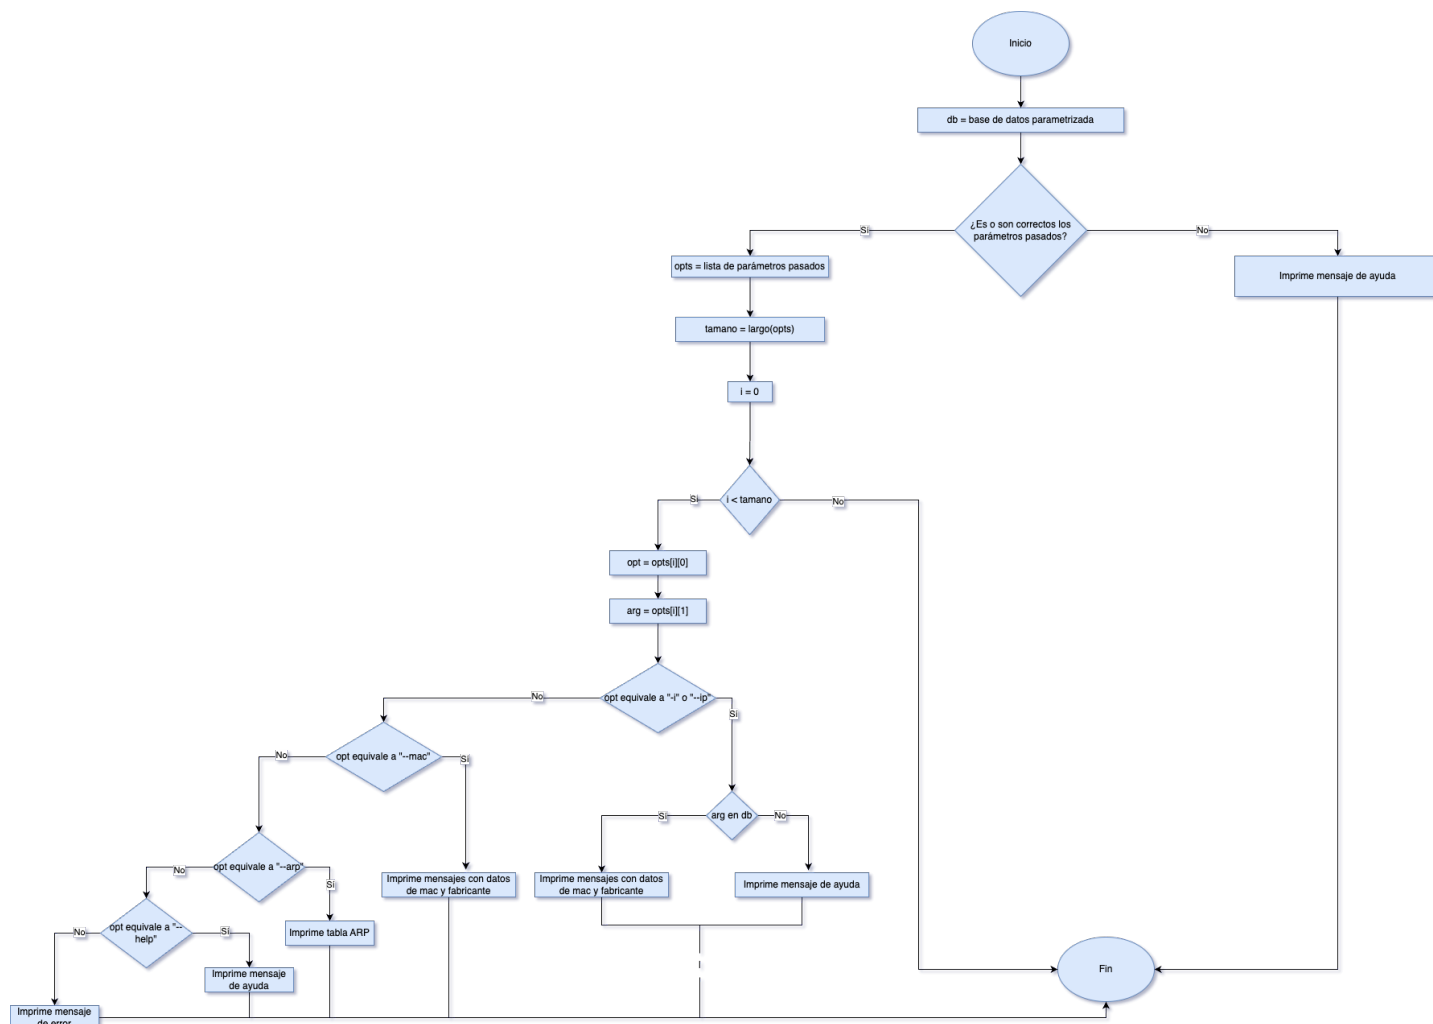 Inicio
db = base de datos parametrizada
¿Es o son correctos los
parámetros pasados?
Si
No
opts = lista de parámetros pasados
Imprime mensaje de ayuda
tamano = largo(opts)
i = 0
i < tamano
Si
No
opt = opts[i][0]
arg = opts[i][1]
opt equivale a "-i" o "--ip"
No
Si
opt equivale a "--mac"
No
Si
arg en db
Si
No
opt equivale a "--arp"
No
Si
Imprime mensajes con datos
de mac y fabricante
Imprime mensajes con datos
de mac y fabricante
Imprime mensaje de ayuda
opt equivale a "--
help"
No
Si
Imprime tabla ARP
Imprime mensaje
de ayuda
Fin
Imprime mensaje
de error